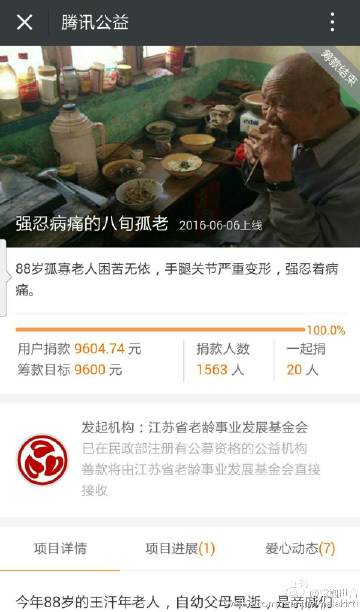 腾讯公益
筹款结束
强忍病痛的八旬孤老 2016-06-06上线
88岁孤寡老人困苦无依，手腿关节严重变形，强忍着病
痛。
100.0%
用户捐款 9604.74 元 捐款人数 一起捐
筹款目标 9600 元 1563 人 20 人
发起机构：江苏省老龄事业发展基金会
已在民政部注册有公募资格的公益机构
善款将由江苏省老龄事业发展基金会直接
接收
项目详情 项目进展(1) 爱心动态(7)
今年88岁的王汗年老人，自幼父母早逝，是亲戚们